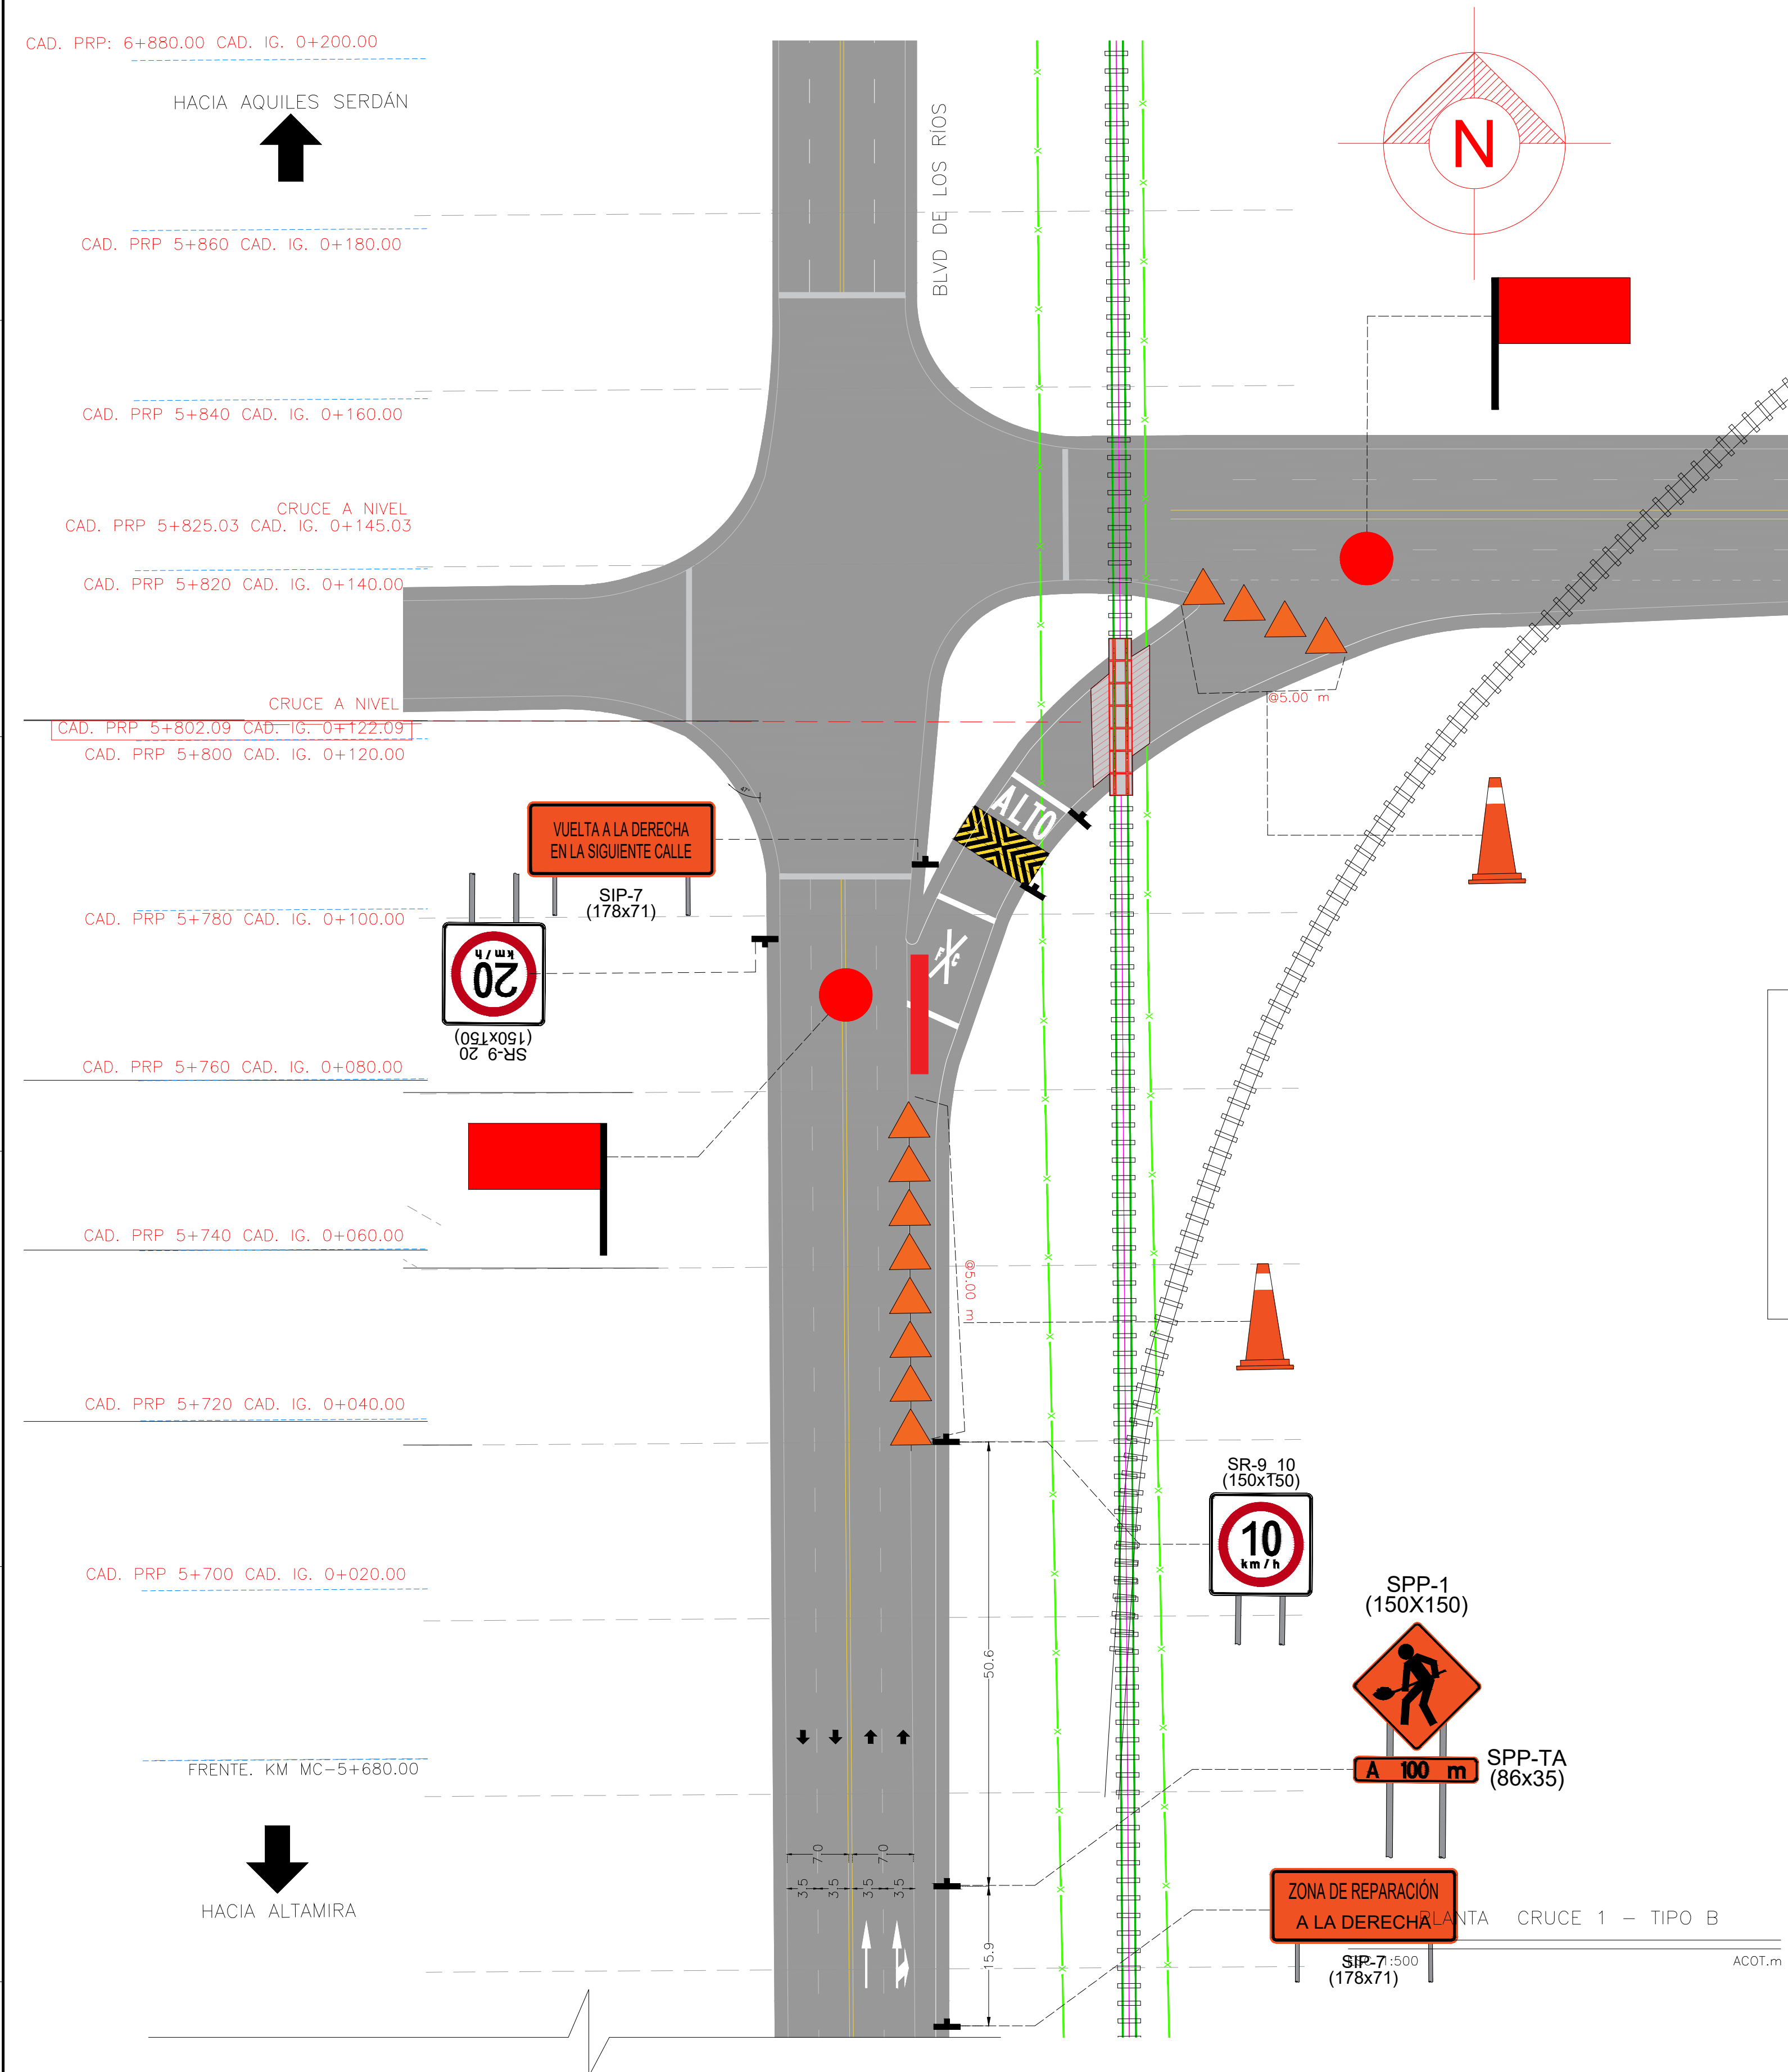 CAD. PRP: 6+880.00 CAD. IG. 0+200.00
HACIA AQUILES SERDÁN
BLVD DE LOS RÍOS
N
CAD. PRP 5+860 CAD. IG. 0+180.00
CAD. PRP 5+840 CAD. IG. 0+160.00
CRUCE A NIVEL
CAD. PRP 5+825.03 CAD. IG. 0+145.03
CAD. PRP 5+820 CAD. IG. 0+140.00
CRUCE A NIVEL
CAD. PRP 5+802.09 CAD. IG. 0+122.09
CAD. PRP 5+800 CAD. IG. 0+120.00
@5.00 m
47°
ALTO
VUELTA A LA DERECHA
EN LA SIGUIENTE CALLE
SIP-7
(178x71)
CAD. PRP 5+780 CAD. IG. 0+100.00
F C
20
km/h
SR-9_20
(150x150)
CAD. PRP 5+760 CAD. IG. 0+080.00
CAD. PRP 5+740 CAD. IG. 0+060.00
@5.00 m
CAD. PRP 5+720 CAD. IG. 0+040.00
SR-9_10
(150x150)
10
km/h
CAD. PRP 5+700 CAD. IG. 0+020.00
50.6
SPP-1
(150X150)
FRENTE. KM MC-5+680.00
A 100 m
SPP-TA
(86x35)
7.0 7.0
3.5 3.5 3.5 3.5
15.9
HACIA ALTAMIRA
ZONA DE REPARACIÓN
A LA DERECHA
PLANTA CRUCE 1 - TIPO B
SIP-7
(178x71)
1:500
ACOT.m